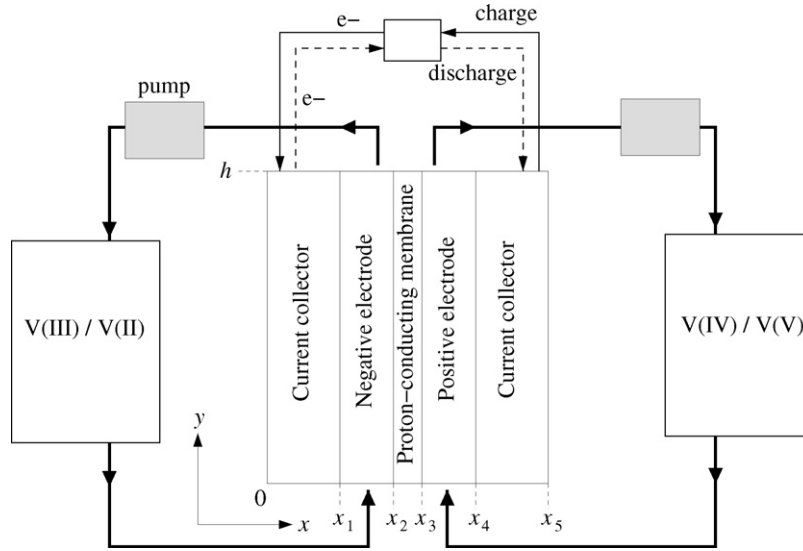 e− charge
discharge
pump
e−
h
Current collector
Negative electrode
Proton−conducting membrane
Positive electrode
Current collector
V(III) / V(II)
V(IV) / V(V)
y
0
x
x1
x2
x3
x4
x5